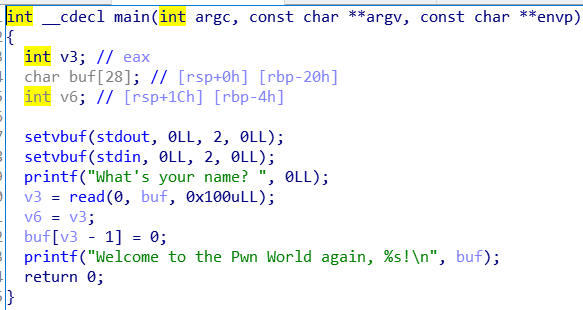 int __cdecl main(int argc, const char **argv, const char **envp)
{
int v3; // eax
char buf[28]; // [rsp+0h] [rbp-20h]
int v6; // [rsp+1Ch] [rbp-4h]
setvbuf(stdout, 0LL, 2, 0LL);
setvbuf(stdin, 0LL, 2, 0LL);
printf("What's your name? ", 0LL);
v3 = read(0, buf, 0x100uLL);
v6 = v3;
buf[v3 - 1] = 0;
printf("Welcome to the Pwn World again, %s!\n", buf);
return 0;
}